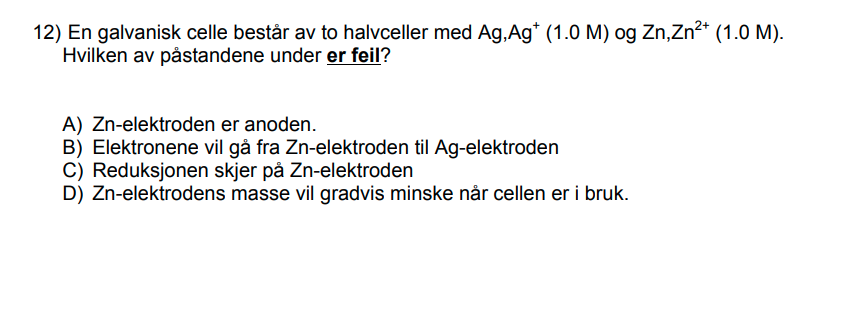 12) En galvanisk celle består av to halvceller med Ag,Ag⁺ (1.0 M) og Zn,Zn²⁺ (1.0 M).
Hvilken av påstandene under er feil?
A) Zn-elektroden er anoden.
B) Elektronene vil gå fra Zn-elektroden til Ag-elektroden
C) Reduksjonen skjer på Zn-elektroden
D) Zn-elektrodens masse vil gradvis minske når cellen er i bruk.